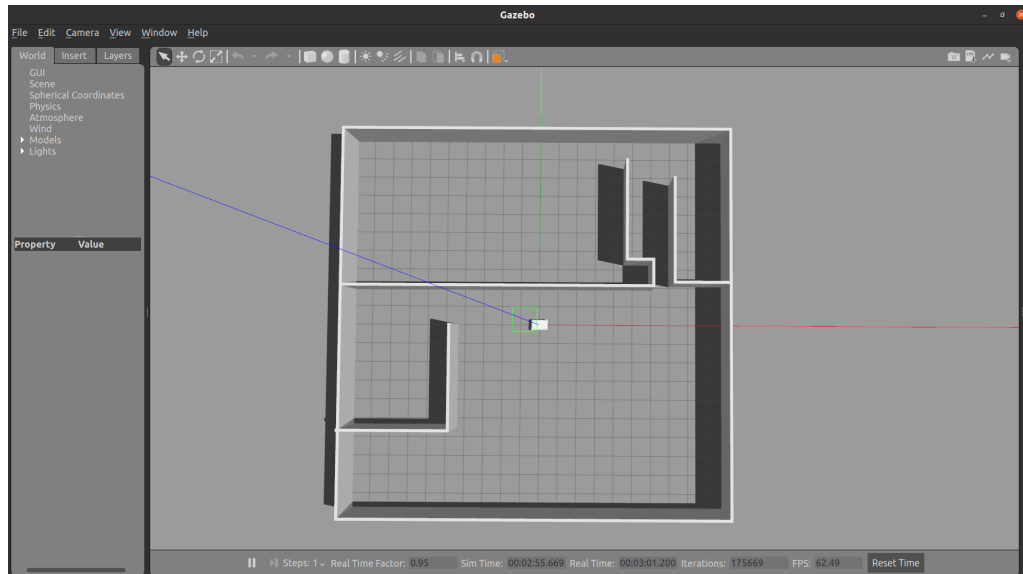 Gazebo
File Edit Camera View Window Help
World Insert Layers
GUI
Scene
Spherical Coordinates
Physics
Atmosphere
Wind
Models
Lights
Property Value
Steps: 1 Real Time Factor: 0.95 Sim Time: 00:02:55.669 Real Time: 00:03:01.200 Iterations: 175669 FPS: 62.49 Reset Time